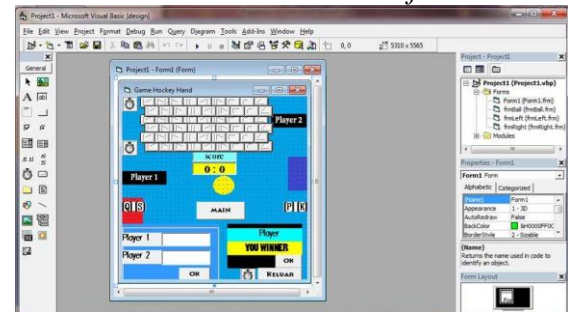 Project1 - Microsoft Visual Basic [design]
File Edit View Project Format Debug Run Query Diagram Tools Add-Ins Window Help
0, 0
5310 x 5565
General
Project1 - Form1 (Form)
Game Hockey Hand
Player 2
score
0 : 0
Player 1
Q S
MAIN
P K
Player 1
Player 2
OK
Player
YOU WINNER
OK
KELUAR
Project - Project1
Project1 (Project1.vbp)
Forms
Form1 (Form1.frm)
frmBall (frmBall.frm)
frmLeft (frmLeft.frm)
frmRight (frmRight.frm)
Modules
Properties - Form1
Form1 Form
Alphabetic Categorized
(Name) Form1
Appearance 1 - 3D
AutoRedraw False
BackColor &H0000FF0C
BorderStyle 2 - Sizable
(Name)
Returns the name used in code to
identify an object.
Form Layout